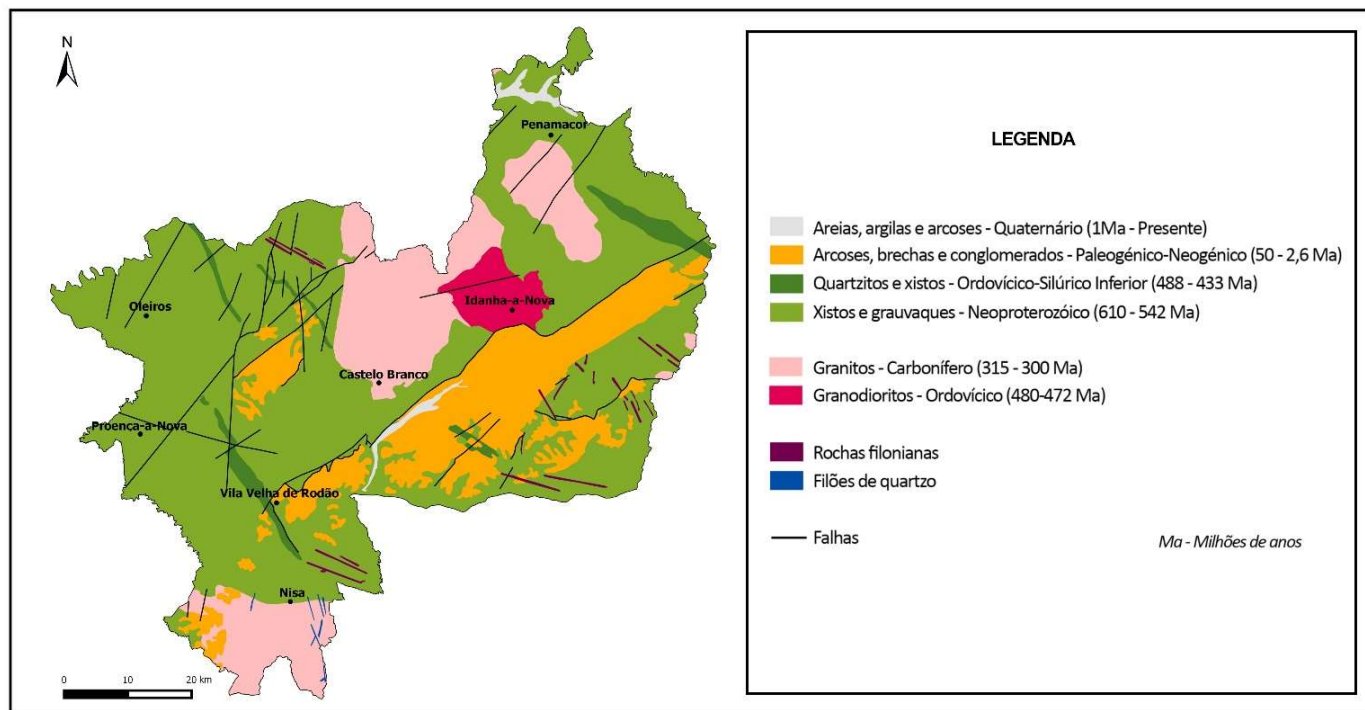 N
Penamacor
Oleiros
Idanha-a-Nova
Castelo Branco
Proença-a-Nova
Vila Velha de Rodão
Nisa
0 10 20 km
LEGENDA
Areias, argilas e arcoses - Quaternário (1Ma - Presente)
Arcoses, brechas e conglomerados - Paleogénico-Neogénico (50 - 2,6 Ma)
Quartzitos e xistos - Ordovícico-Silúrico Inferior (488 - 433 Ma)
Xistos e grauvaques - Neoproterozóico (610 - 542 Ma)
Granitos - Carbonífero (315 - 300 Ma)
Granodioritos - Ordovícico (480-472 Ma)
Rochas filonianas
Filões de quartzo
Falhas
Ma - Milhões de anos